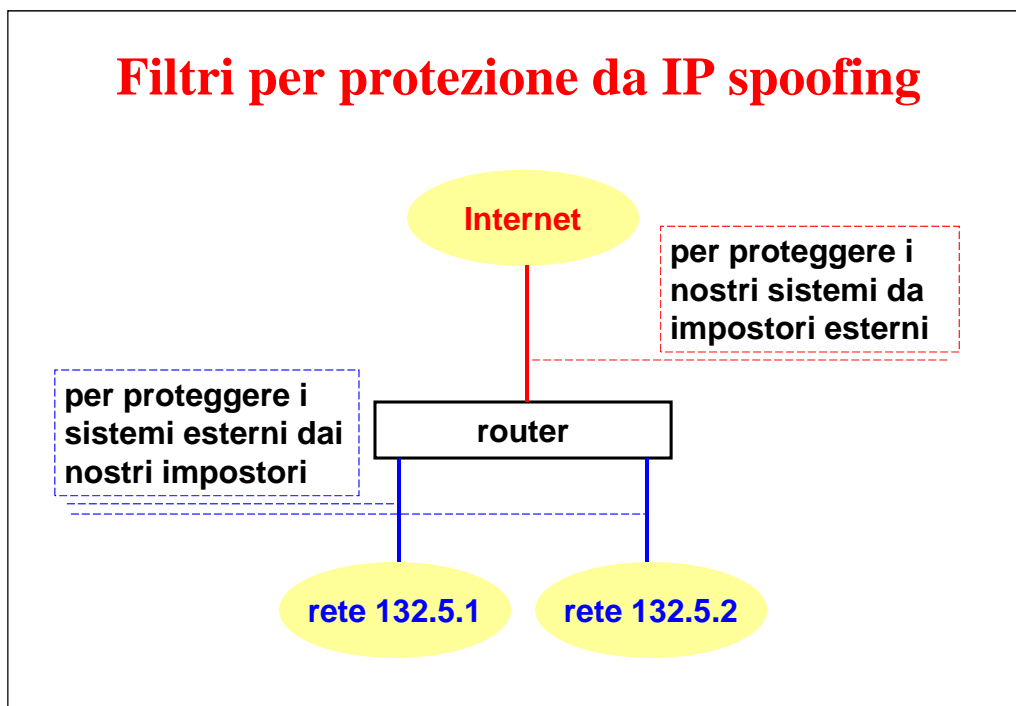 Filtri per protezione da IP spoofing
Internet
per proteggere i
nostri sistemi da
impostori esterni
per proteggere i
sistemi esterni dai
nostri impostori
router
rete 132.5.1
rete 132.5.2